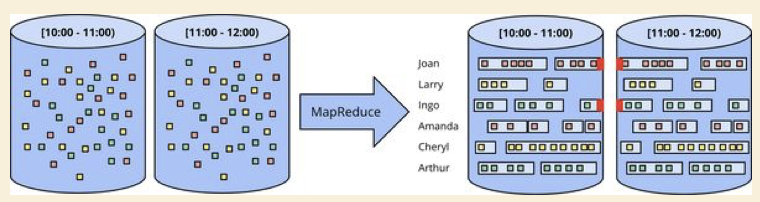 [10:00 - 11:00)
[11:00 - 12:00)
MapReduce
Joan
Larry
Ingo
Amanda
Cheryl
Arthur
[10:00 - 11:00)
[11:00 - 12:00)